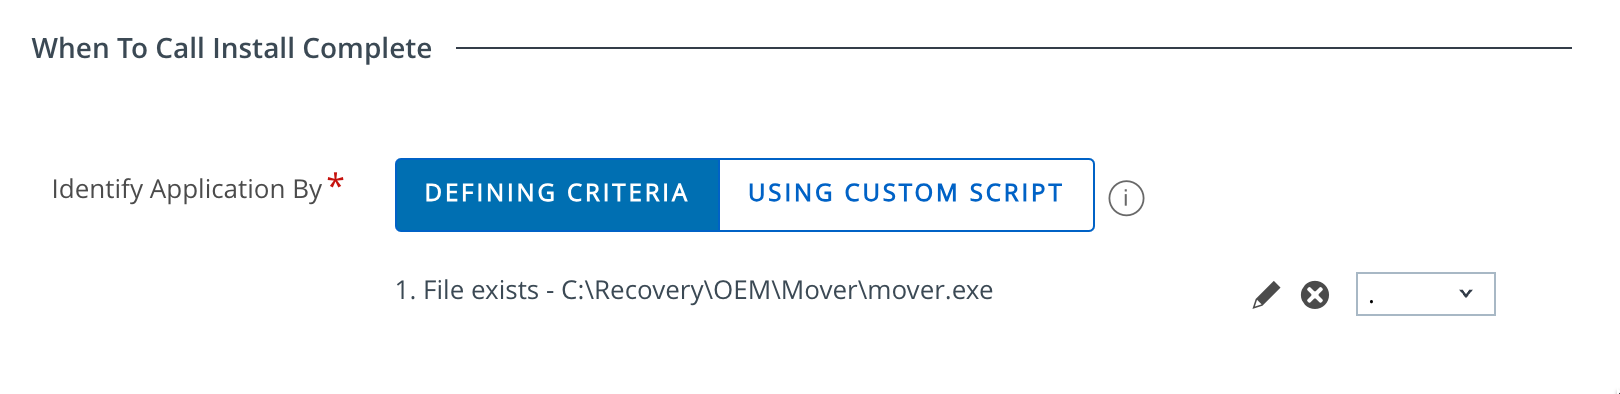 When To Call Install Complete
Identify Application By *
DEFINING CRITERIA USING CUSTOM SCRIPT i
1. File exists - C:\Recovery\OEM\Mover\mover.exe .